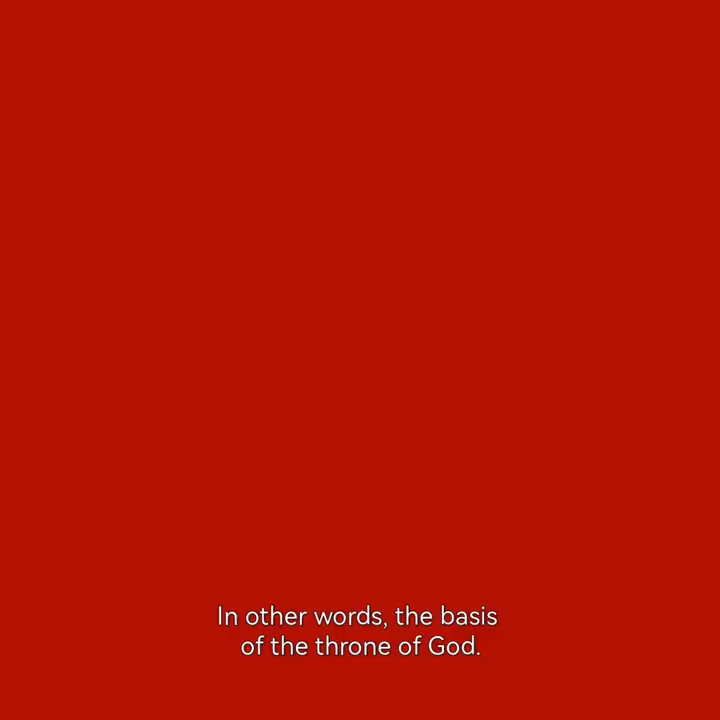 In other words, the basis
of the throne of God.